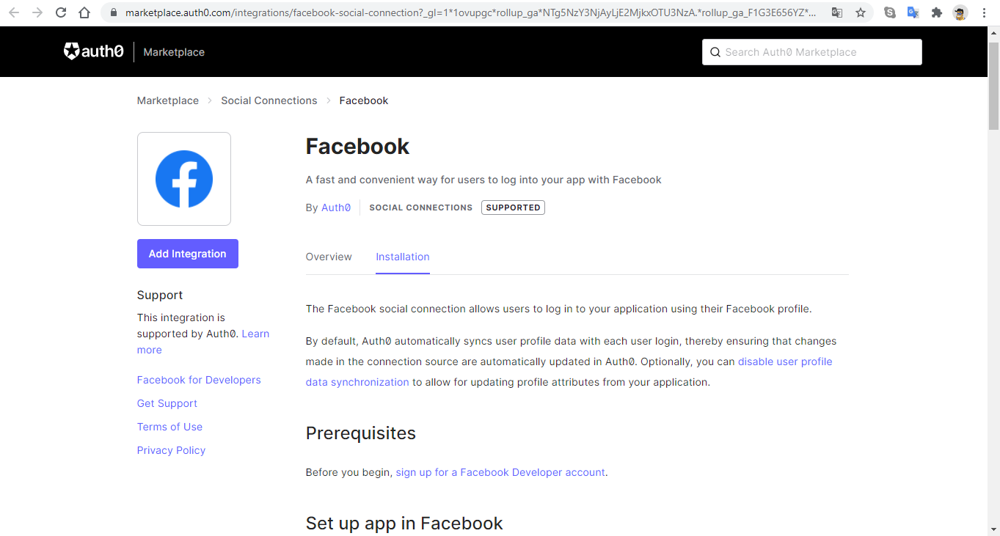 marketplace.auth0.com/integrations/facebook-social-connection?_gl=1*1ovupgc*rollup_ga*NTg5NzY3NjAyLjE2MjkxOTU3NzA.*rollup_ga_F1G3E656YZ*...
auth0 Marketplace
Search Auth0 Marketplace
Marketplace > Social Connections > Facebook
Facebook
A fast and convenient way for users to log into your app with Facebook
By Auth0 SOCIAL CONNECTIONS SUPPORTED
Add Integration
Support
This integration is
supported by Auth0. Learn
more
Facebook for Developers
Get Support
Terms of Use
Privacy Policy
Overview Installation
The Facebook social connection allows users to log in to your application using their Facebook profile.
By default, Auth0 automatically syncs user profile data with each user login, thereby ensuring that changes
made in the connection source are automatically updated in Auth0. Optionally, you can disable user profile
data synchronization to allow for updating profile attributes from your application.
Prerequisites
Before you begin, sign up for a Facebook Developer account.
Set up app in Facebook